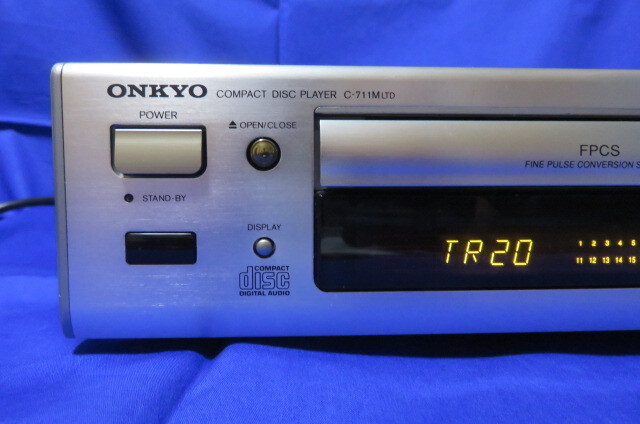 ONKYO COMPACT DISC PLAYER C-711M LTD
POWER
⏏ OPEN/CLOSE
FPCS
FINE PULSE CONVERSION S
STAND-BY
DISPLAY
TR20
1 2 3 4 5
11 12 13 14 15
COMPACT
disc
DIGITAL AUDIO